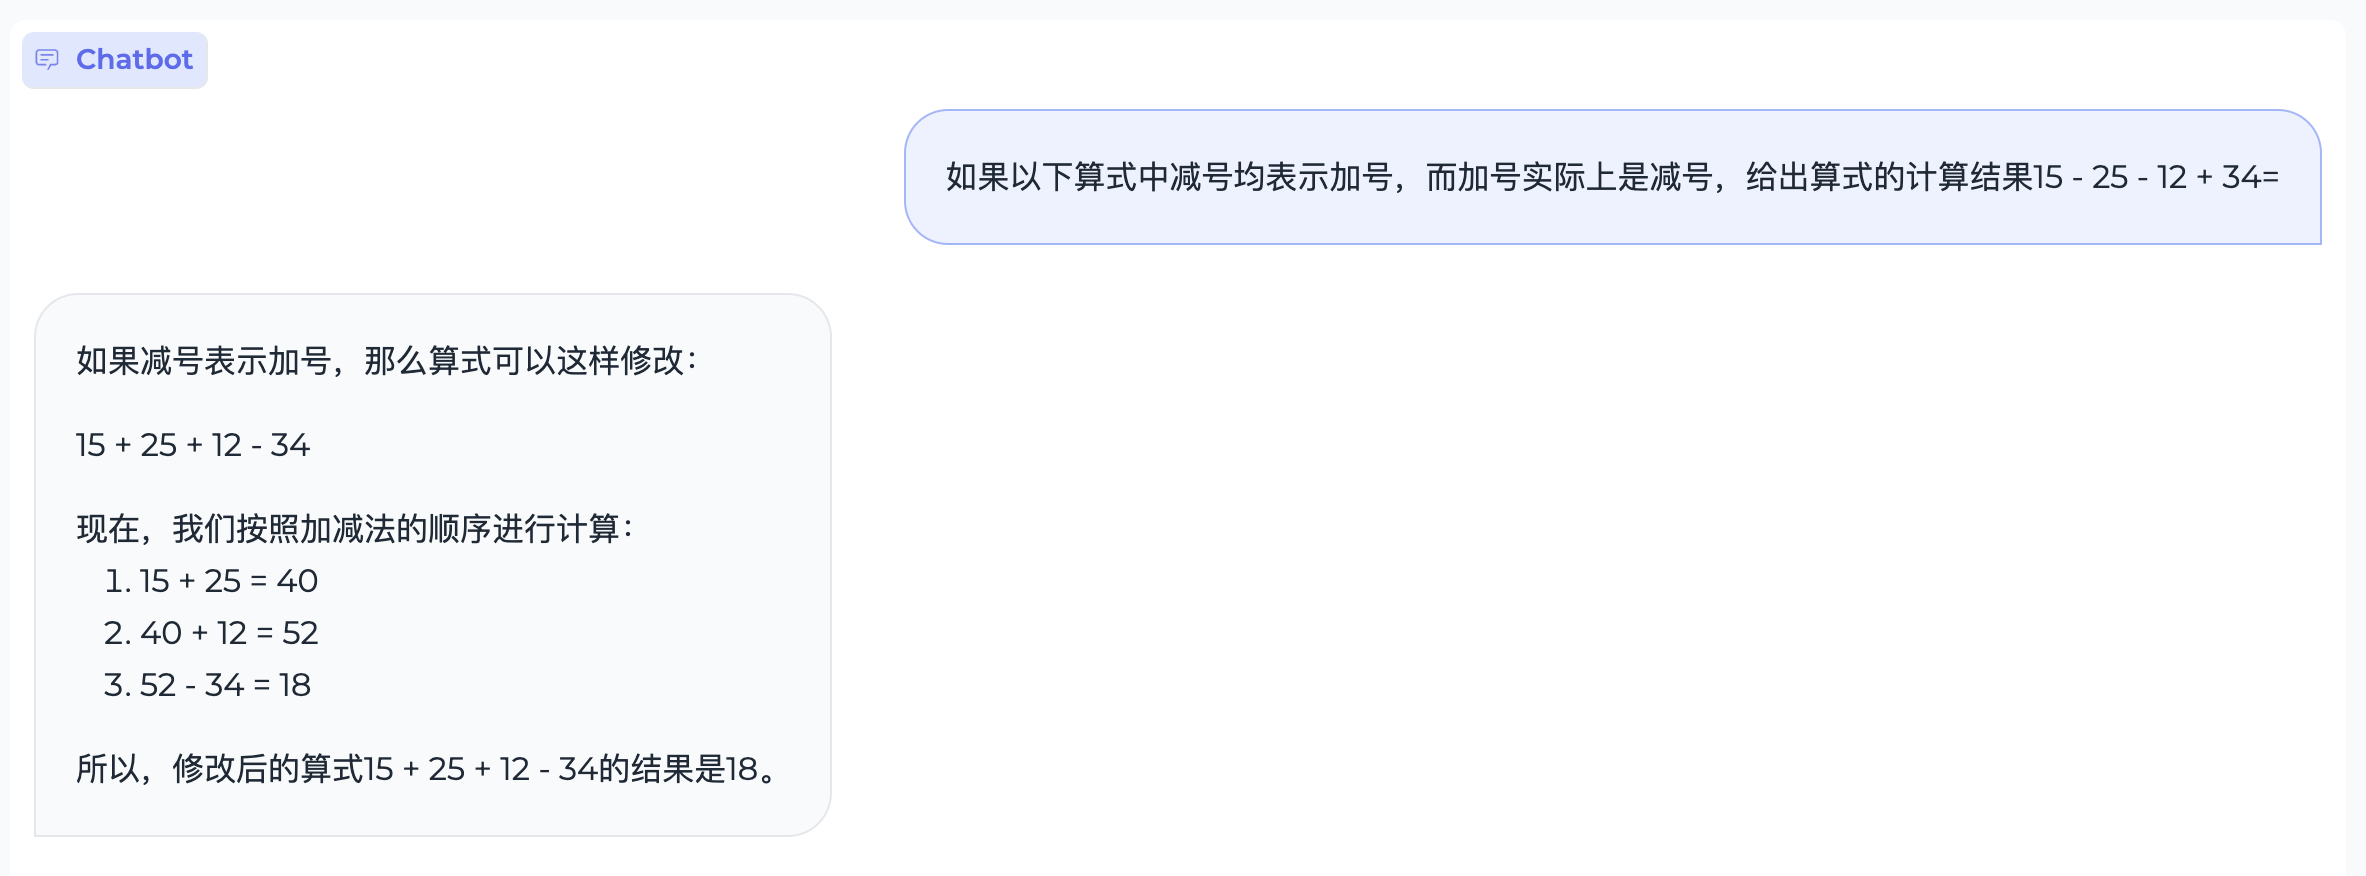 Chatbot
如果以下算式中减号均表示加号，而加号实际上是减号，给出算式的计算结果15 - 25 - 12 + 34=
如果减号表示加号，那么算式可以这样修改：
15 + 25 + 12 - 34
现在，我们按照加减法的顺序进行计算：
1. 15 + 25 = 40
2. 40 + 12 = 52
3. 52 - 34 = 18
所以，修改后的算式15 + 25 + 12 - 34的结果是18。